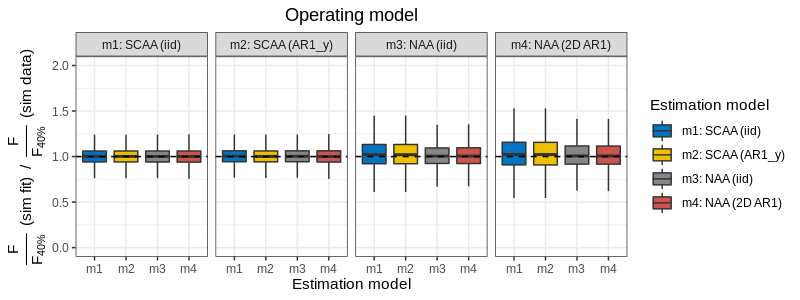 Operating model
m1: SCAA (iid)
m2: SCAA (AR1_y)
m3: NAA (iid)
m4: NAA (2D AR1)
F
F40%
(sim fit) /
F
F40%
(sim data)
2.0
1.5
1.0
0.5
0.0
m1 m2 m3 m4
m1 m2 m3 m4
m1 m2 m3 m4
m1 m2 m3 m4
Estimation model
Estimation model
m1: SCAA (iid)
m2: SCAA (AR1_y)
m3: NAA (iid)
m4: NAA (2D AR1)